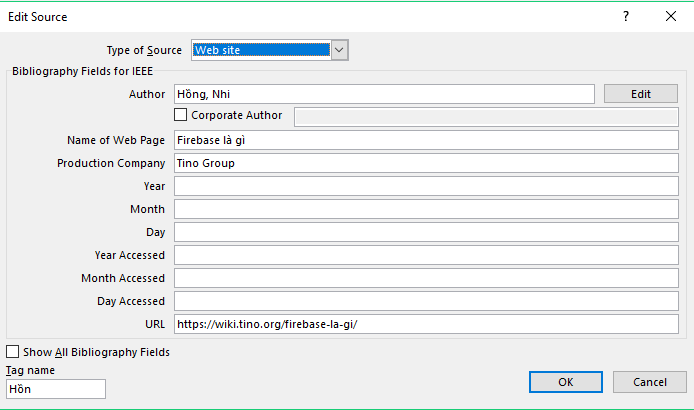 Edit Source
?
Type of Source Web site
Bibliography Fields for IEEE
Author Hồng, Nhi Edit
Corporate Author
Name of Web Page Firebase là gì
Production Company Tino Group
Year
Month
Day
Year Accessed
Month Accessed
Day Accessed
URL https://wiki.tino.org/firebase-la-gi/
Show All Bibliography Fields
Tag name
Hồn
OK Cancel